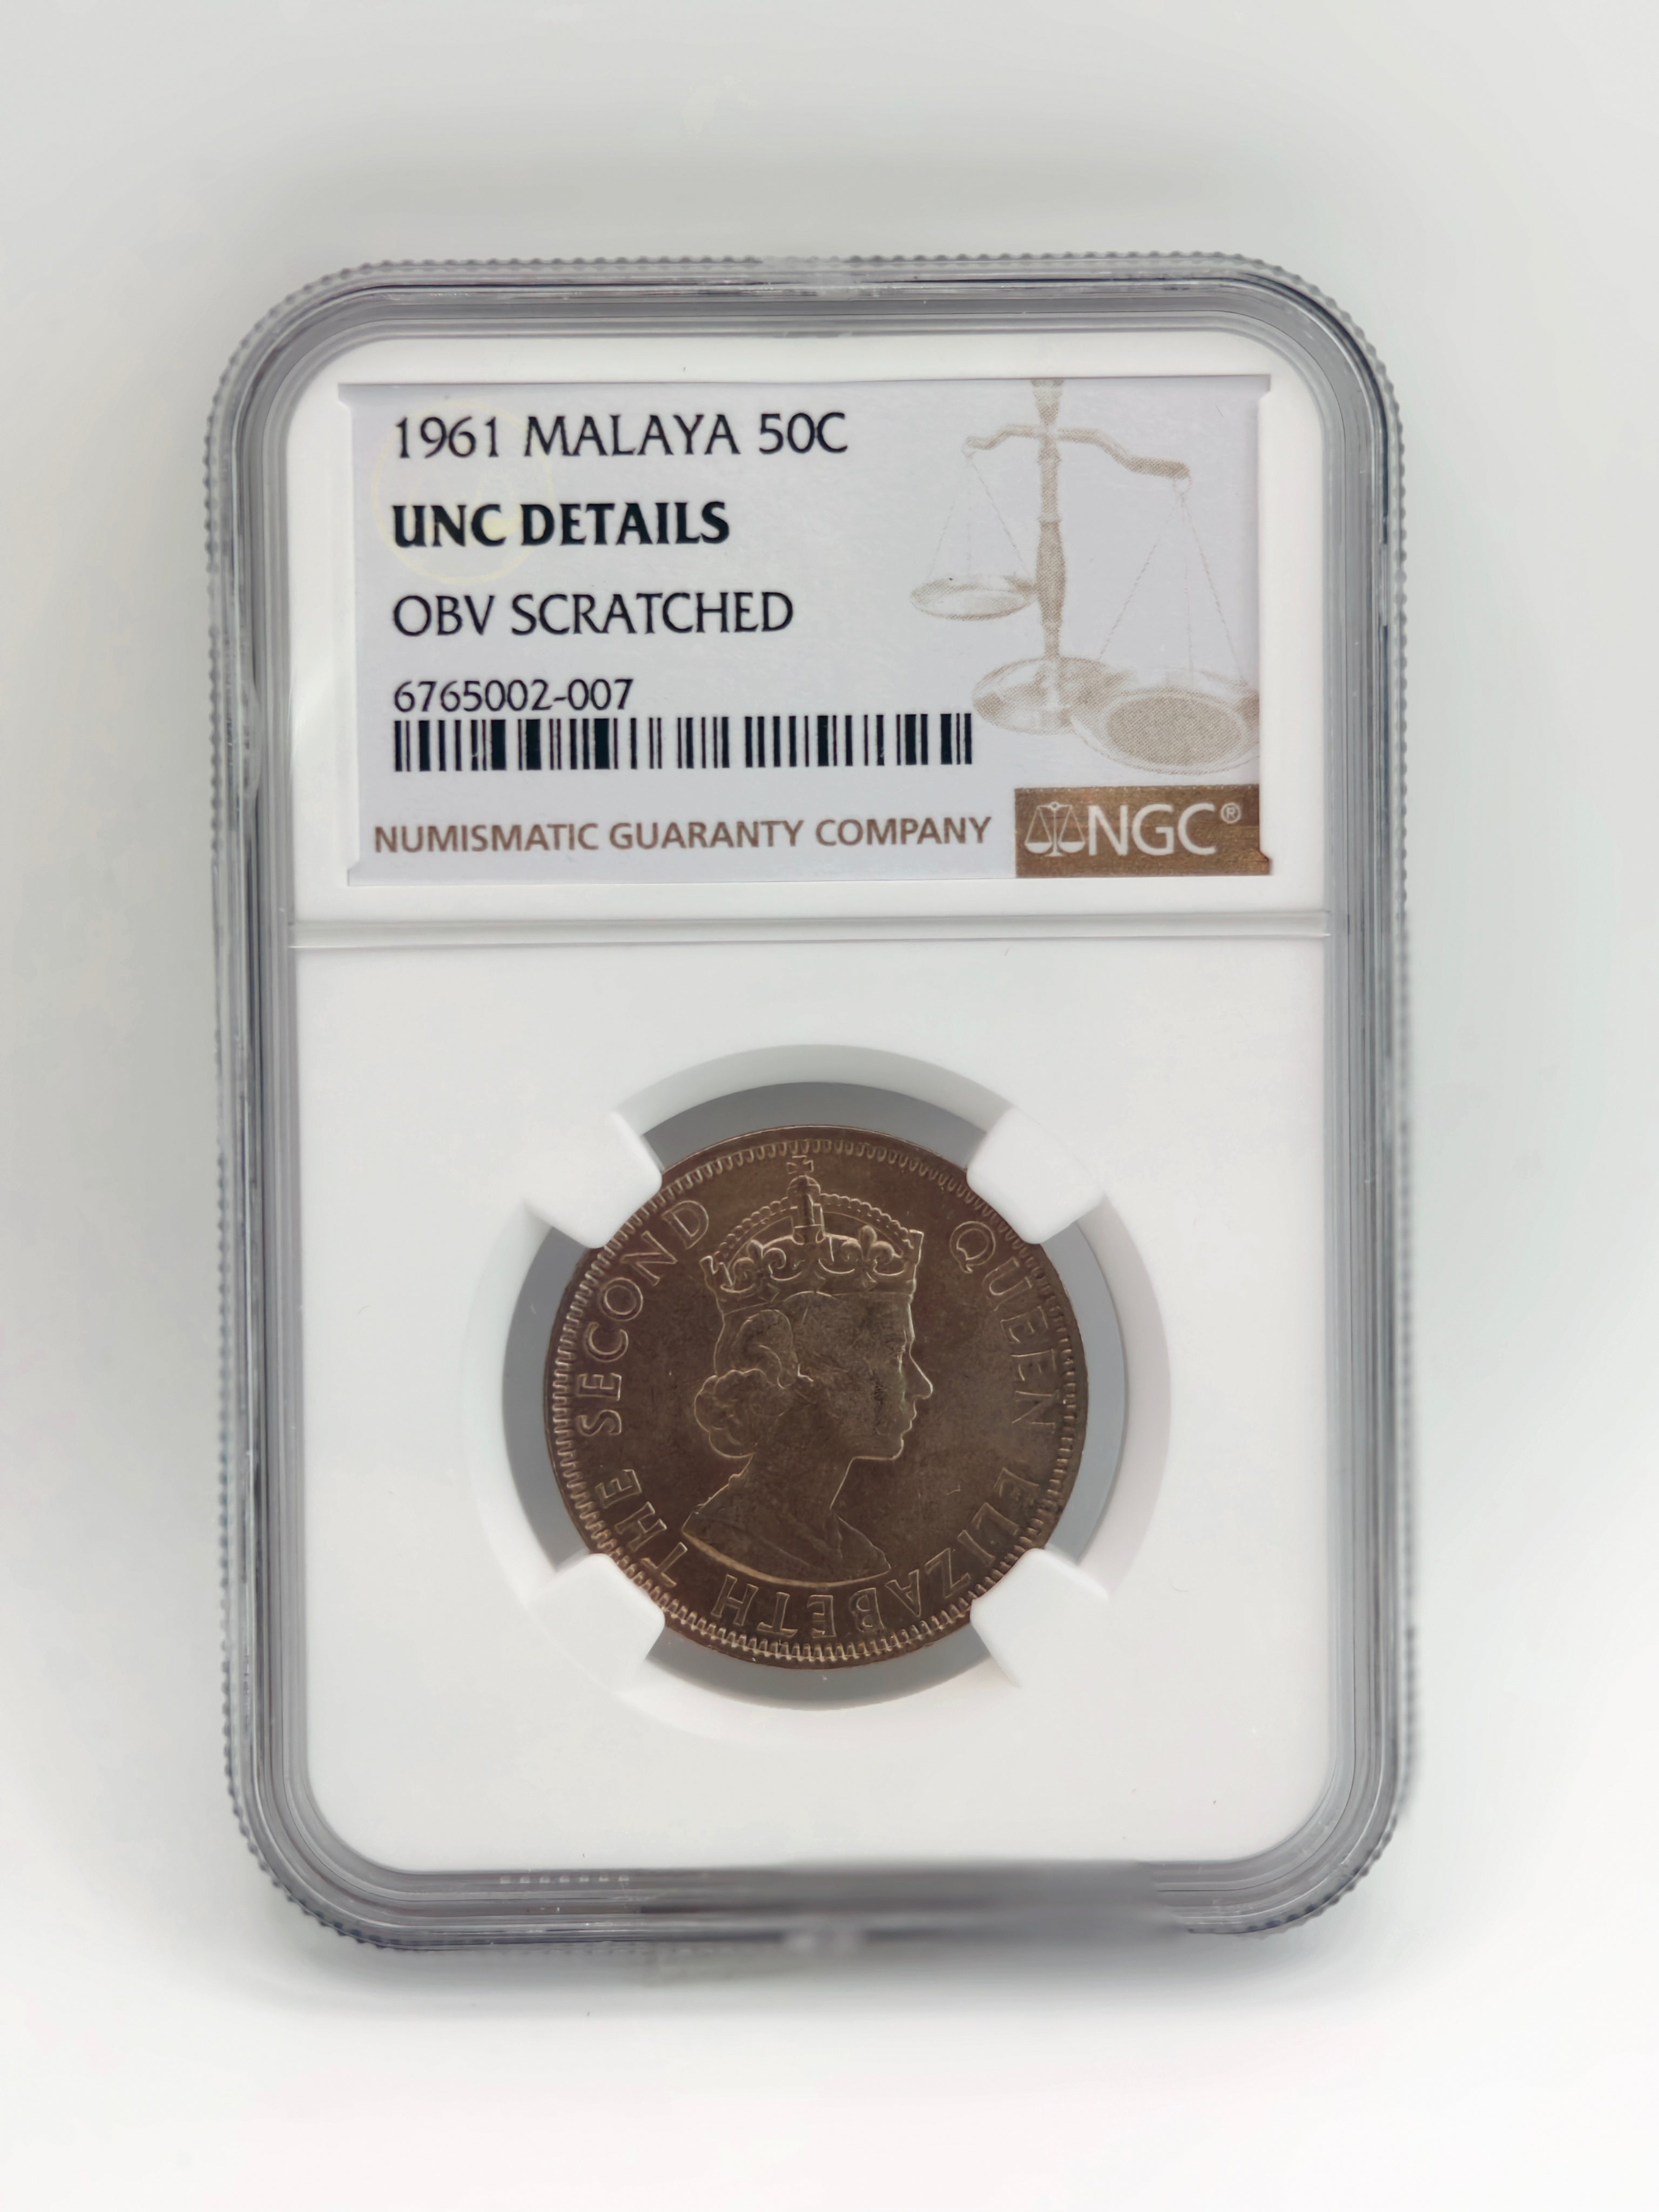 1961 MALAYA 50C
UNC DETAILS
OBV SCRATCHED
6765002-007
NUMISMATIC GUARANTY COMPANY
NGC®
QUEEN ELIZABETH THE SECOND